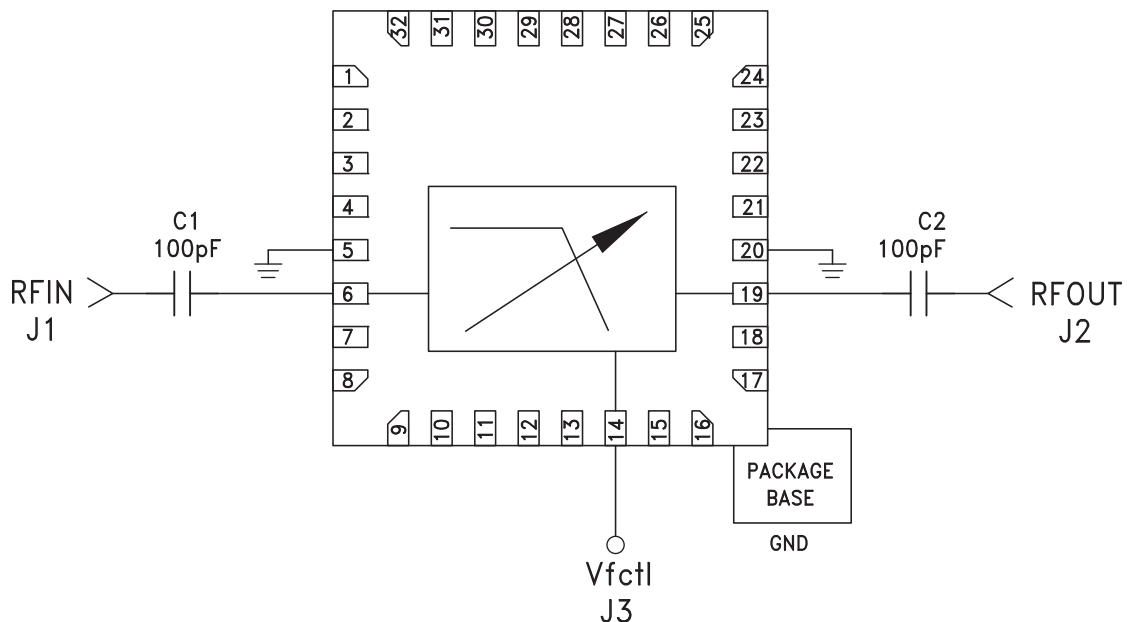 32 31 30 29 28 27 26 25
1
2
3
4
5
6
7
8
24
23
22
21
20
19
18
17
9 10 11 12 13 14 15 16
C1
100pF
RFIN
J1
C2
100pF
RFOUT
J2
PACKAGE
BASE
GND
Vfctl
J3